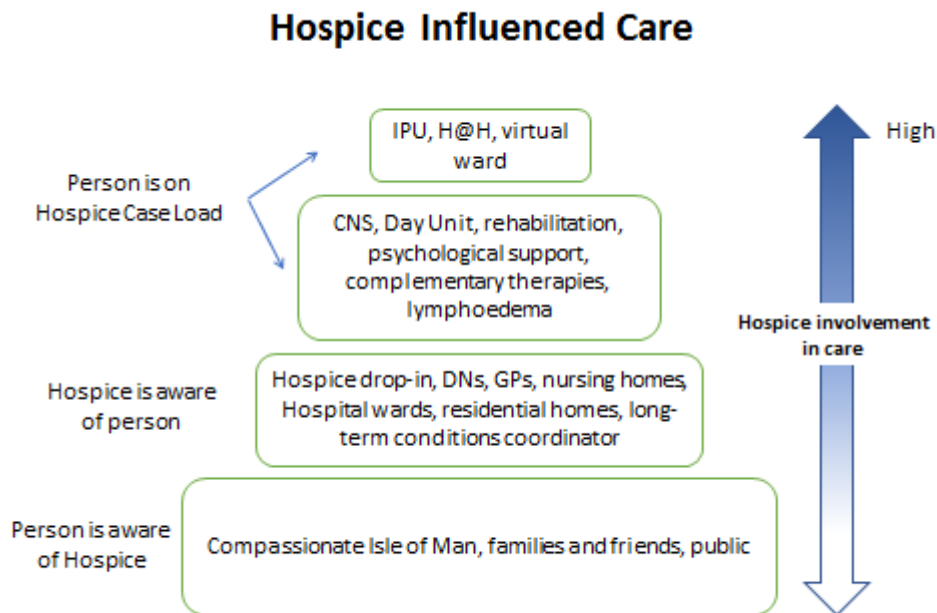 Hospice Influenced Care
IPU, H@H, virtual
ward
High
Person is on
Hospice Case Load
CNS, Day Unit, rehabilitation,
psychological support,
complementary therapies,
lymphoedema
Hospice involvement
in care
Hospice is aware
of person
Hospice drop-in, DNs, GPs, nursing homes,
Hospital wards, residential homes, long-
term conditions coordinator
Person is aware
of Hospice
Compassionate Isle of Man, families and friends, public